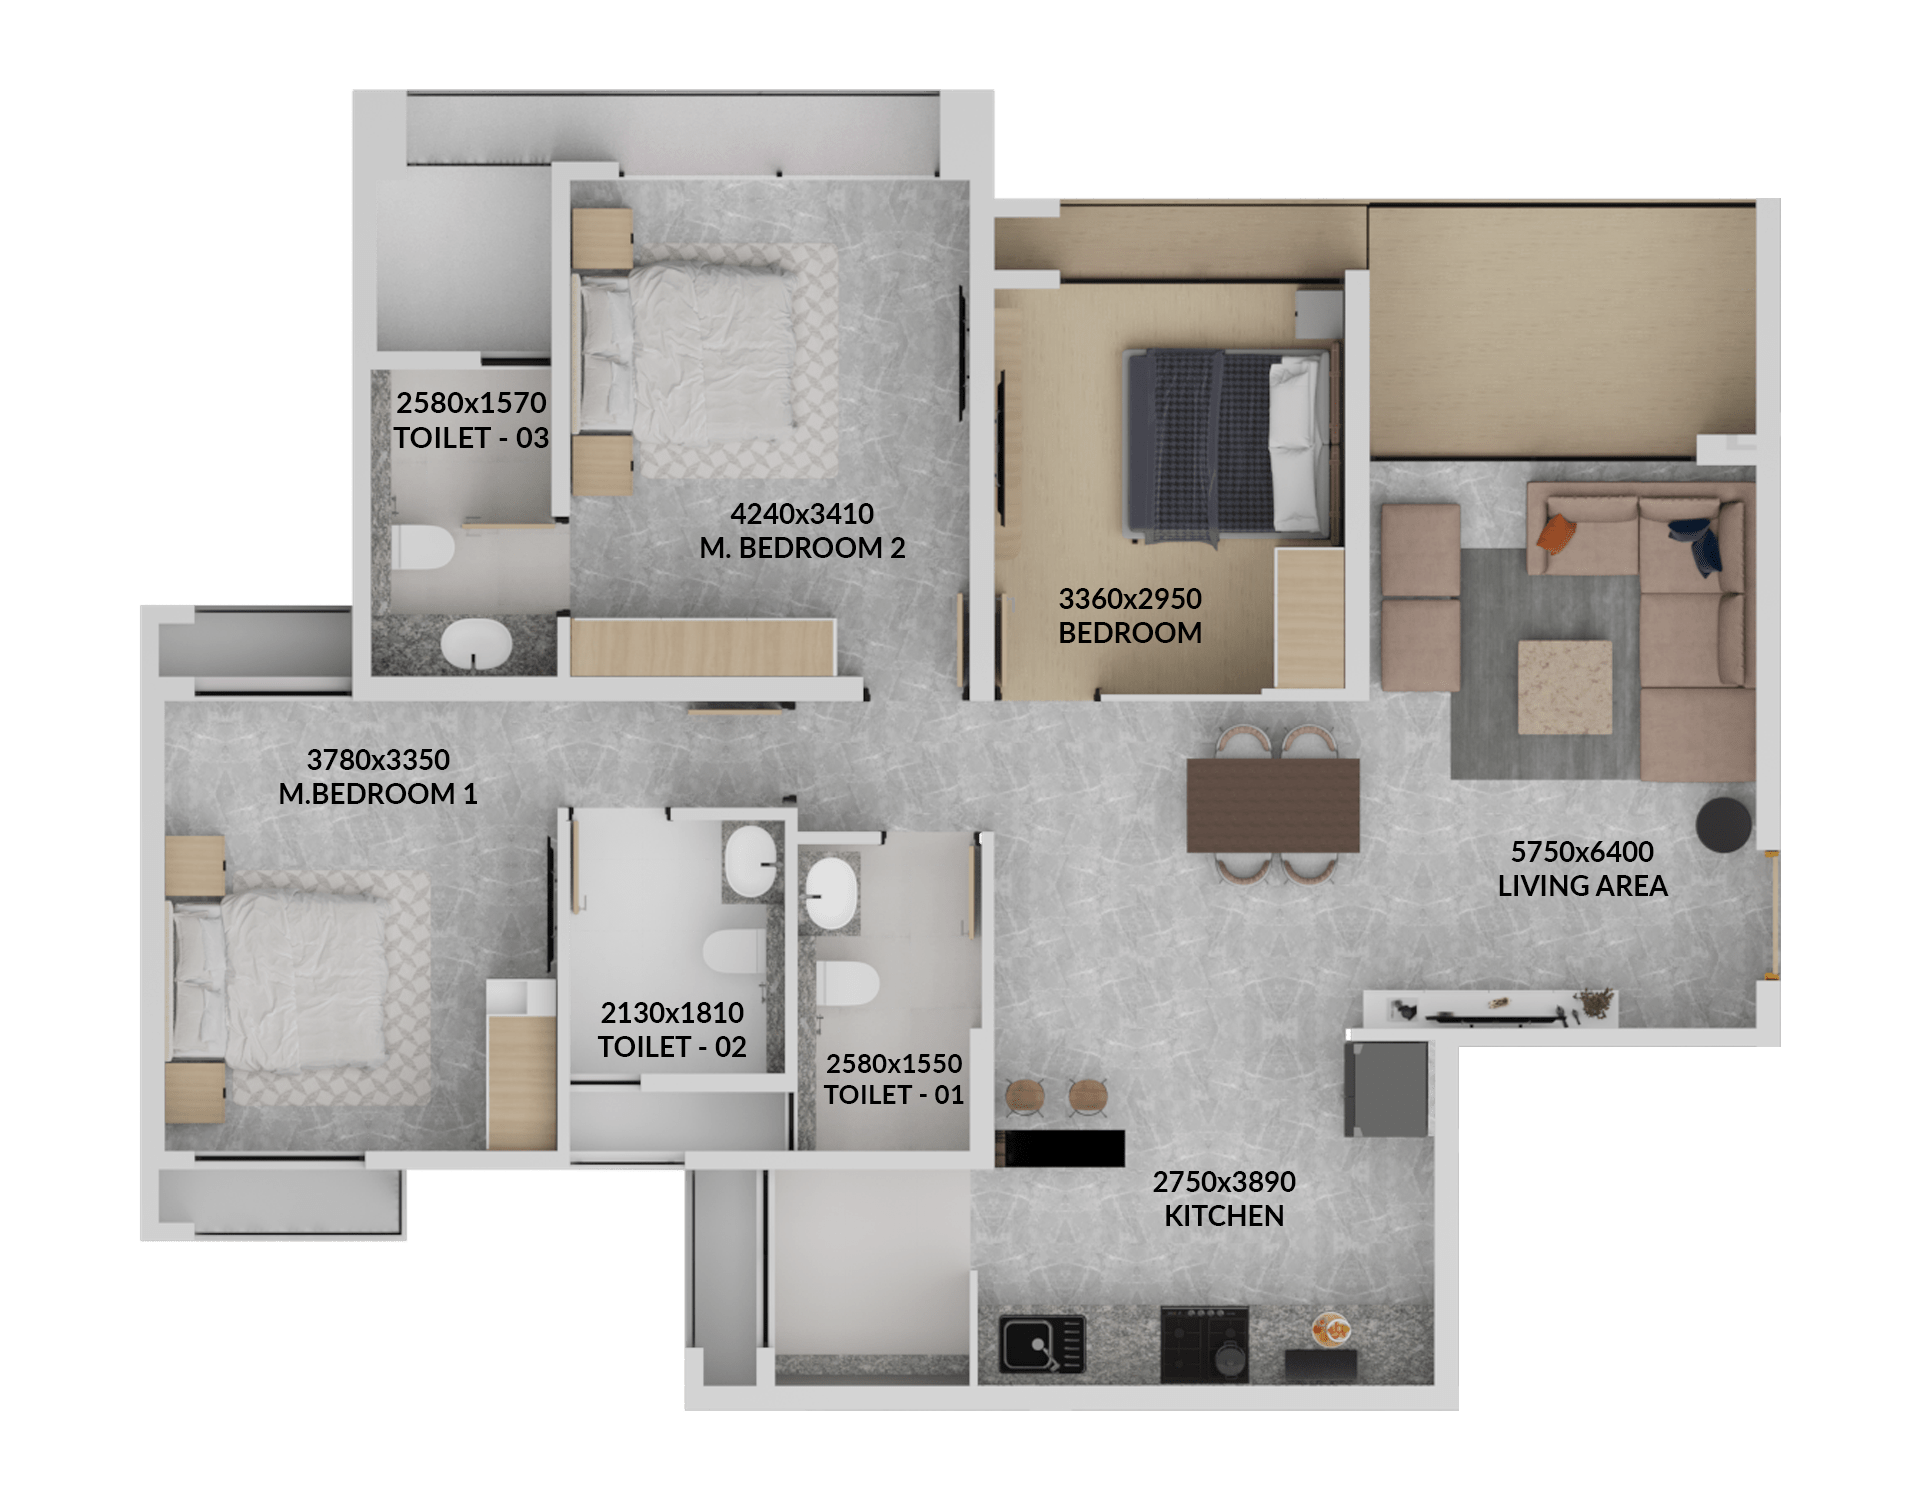 2580x1570
TOILET - 03
4240x3410
M. BEDROOM 2
3360x2950
BEDROOM
3780x3350
M.BEDROOM 1
5750x6400
LIVING AREA
2130x1810
TOILET - 02
2580x1550
TOILET - 01
2750x3890
KITCHEN